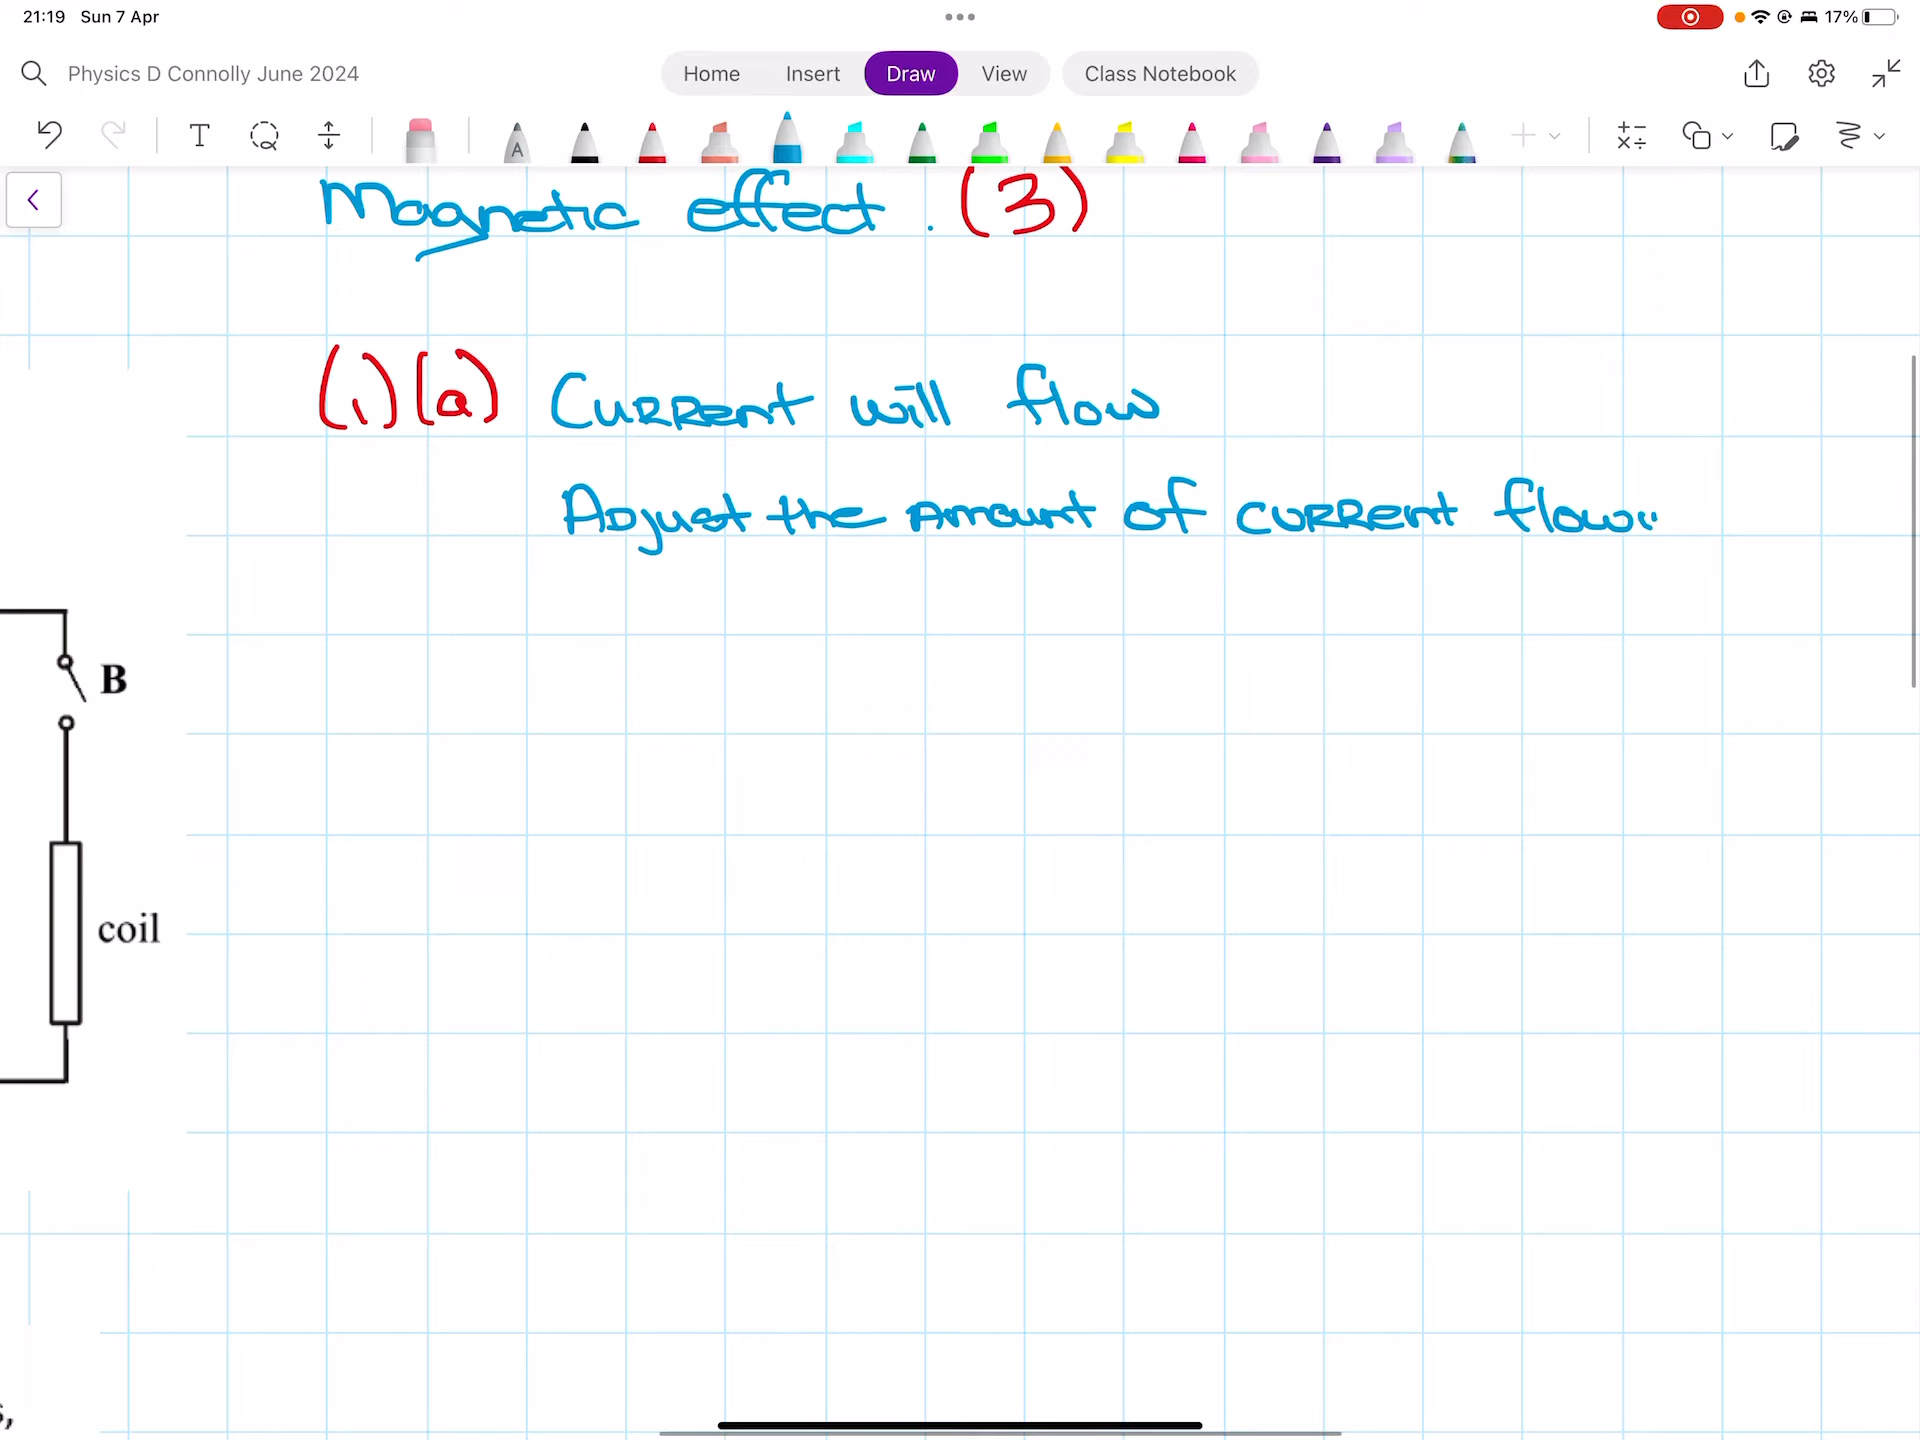 21:19 Sun 7 Apr
17%
Physics D Connolly June 2024
Home Insert Draw View Class Notebook
T
A
Magnetic effect. (3)
(i) (a) Current will flow
Adjust the amount of current
B
coil
s,